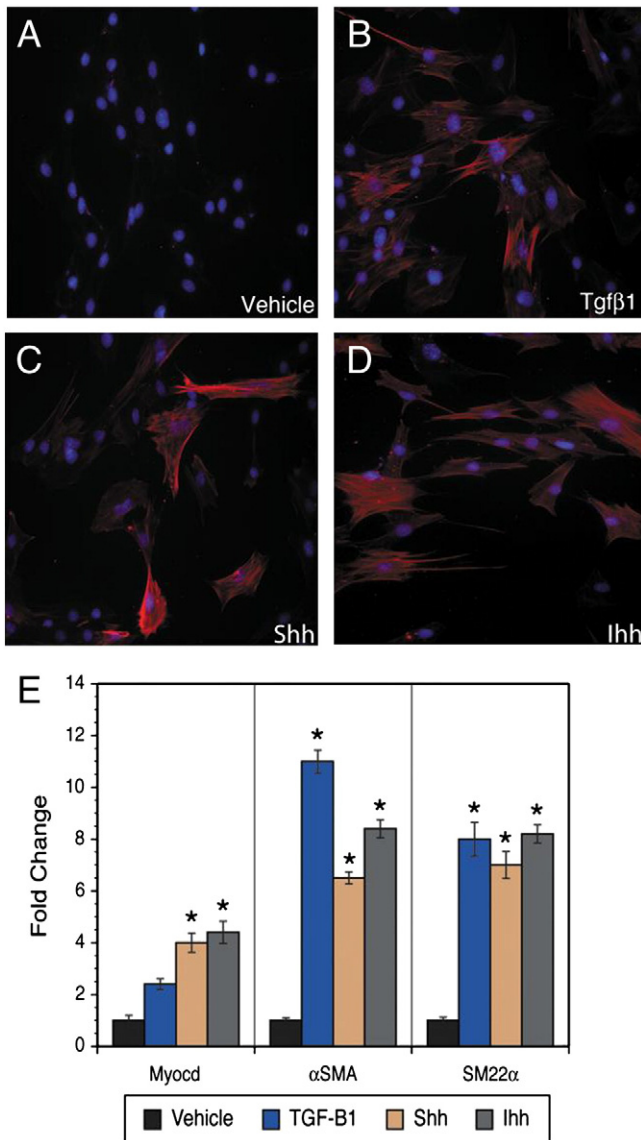 A
B
Vehicle
Tgfβ1
C
D
Shh
Ihh
E
14
12
10
8
6
4
2
0
Fold Change
*
*
*
*
*
*
*
*
Myocd
αSMA
SM22α
Vehicle TGF-B1 Shh Ihh